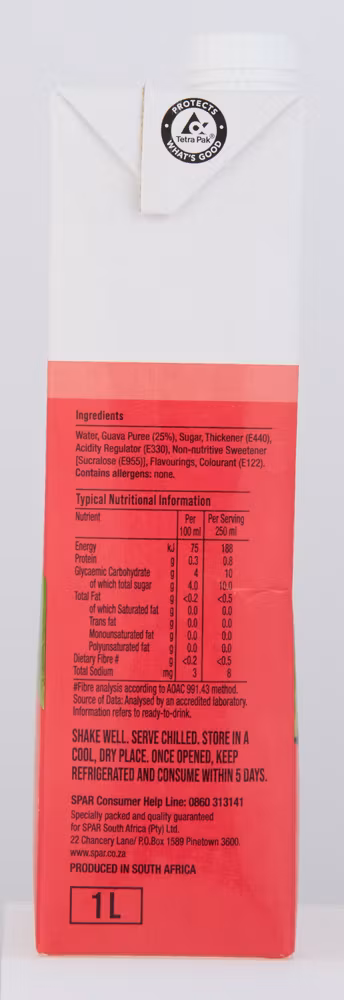 PROTECTS
Tetra Pak®
WHAT'S GOOD
Ingredients
Water, Guava Puree (25%), Sugar, Thickener (E440),
Acidity Regulator (E330), Non-nutritive Sweetener
[Sucralose (E955)], Flavourings, Colourant (E122).
Contains allergens: none.
Typical Nutritional Information
Nutrient Per 100 ml Per Serving 250 ml
Energy kJ 75 188
Protein g 0.3 0.8
Glycaemic Carbohydrate g 4 10
of which total sugar g 4.0 10.0
Total Fat g <0.2 <0.5
of which Saturated fat g 0.0 0.0
Trans fat g 0.0 0.0
Monounsaturated fat g 0.0 0.0
Polyunsaturated fat g 0.0 0.0
Dietary Fibre # g <0.2 <0.5
Total Sodium mg 3 8
#Fibre analysis according to AOAC 991.43 method.
Source of Data: Analysed by an accredited laboratory.
Information refers to ready-to-drink.
SHAKE WELL. SERVE CHILLED. STORE IN A
COOL, DRY PLACE. ONCE OPENED, KEEP
REFRIGERATED AND CONSUME WITHIN 5 DAYS.
SPAR Consumer Help Line: 0860 313141
Specially packed and quality guaranteed
for SPAR South Africa (Pty) Ltd.
22 Chancery Lane/ P.O.Box 1589 Pinetown 3600.
www.spar.co.za
PRODUCED IN SOUTH AFRICA
1L